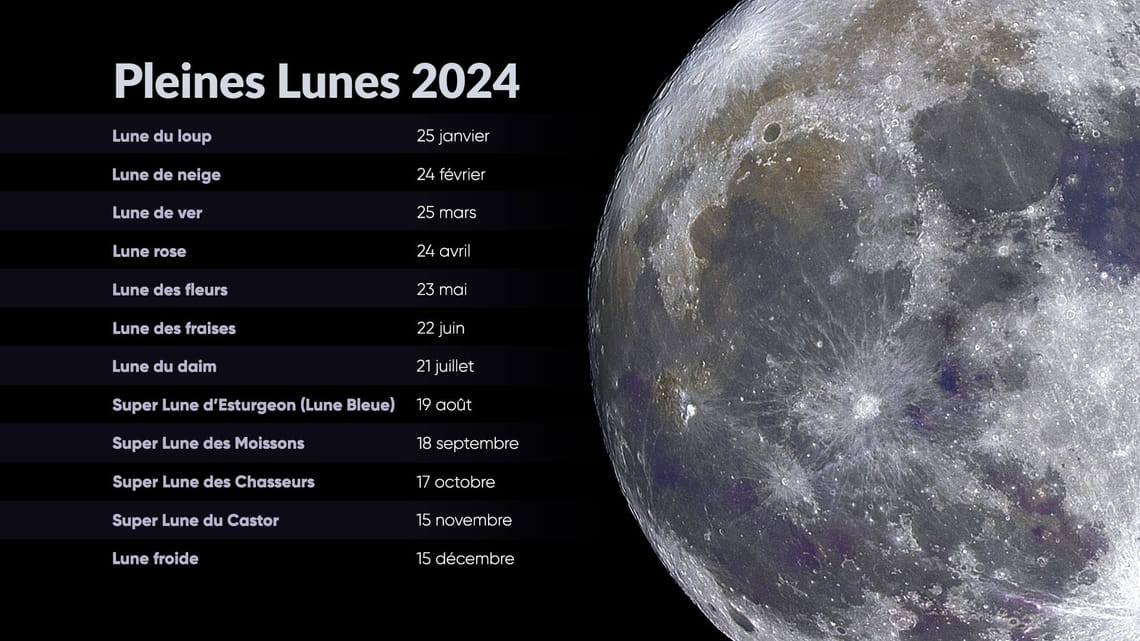 Pleines Lunes 2024
Lune du loup 25 janvier
Lune de neige 24 février
Lune de ver 25 mars
Lune rose 24 avril
Lune des fleurs 23 mai
Lune des fraises 22 juin
Lune du daim 21 juillet
Super Lune d’Esturgeon (Lune Bleue) 19 août
Super Lune des Moissons 18 septembre
Super Lune des Chasseurs 17 octobre
Super Lune du Castor 15 novembre
Lune froide 15 décembre